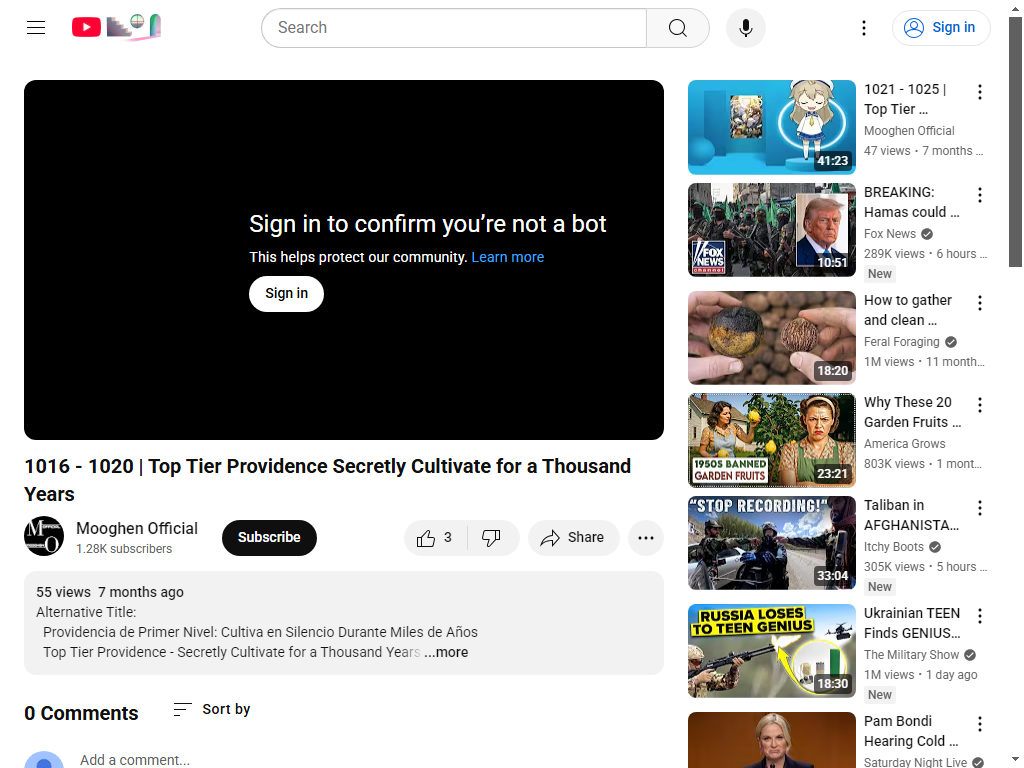 Search
Sign in
Sign in to confirm you’re not a bot
This helps protect our community. Learn more
Sign in
1016 - 1020 | Top Tier Providence Secretly Cultivate for a Thousand
Years
Mooghen Official
1.28K subscribers
Subscribe
3
Share
55 views 7 months ago
Alternative Title:
Providencia de Primer Nivel: Cultiva en Silencio Durante Miles de Años
Top Tier Providence - Secretly Cultivate for a Thousand Years ...more
0 Comments
Sort by
Add a comment...
41:23
1021 - 1025 |
Top Tier ...
Mooghen Official
47 views • 7 months ...
FOX
NEWS
channel
10:51
BREAKING:
Hamas could ...
Fox News
289K views • 6 hours ...
New
18:20
How to gather
and clean ...
Feral Foraging
1M views • 11 month...
1950S BANNED
GARDEN FRUITS
23:21
Why These 20
Garden Fruits ...
America Grows
803K views • 1 mont...
"STOP RECORDING!"
33:04
Taliban in
AFGHANISTA...
Itchy Boots
305K views • 5 hours ...
New
RUSSIA LOSES
TO TEEN GENIUS
18:30
Ukrainian TEEN
Finds GENIUS...
The Military Show
1M views • 1 day ago
New
Pam Bondi
Hearing Cold ...
Saturday Night Live